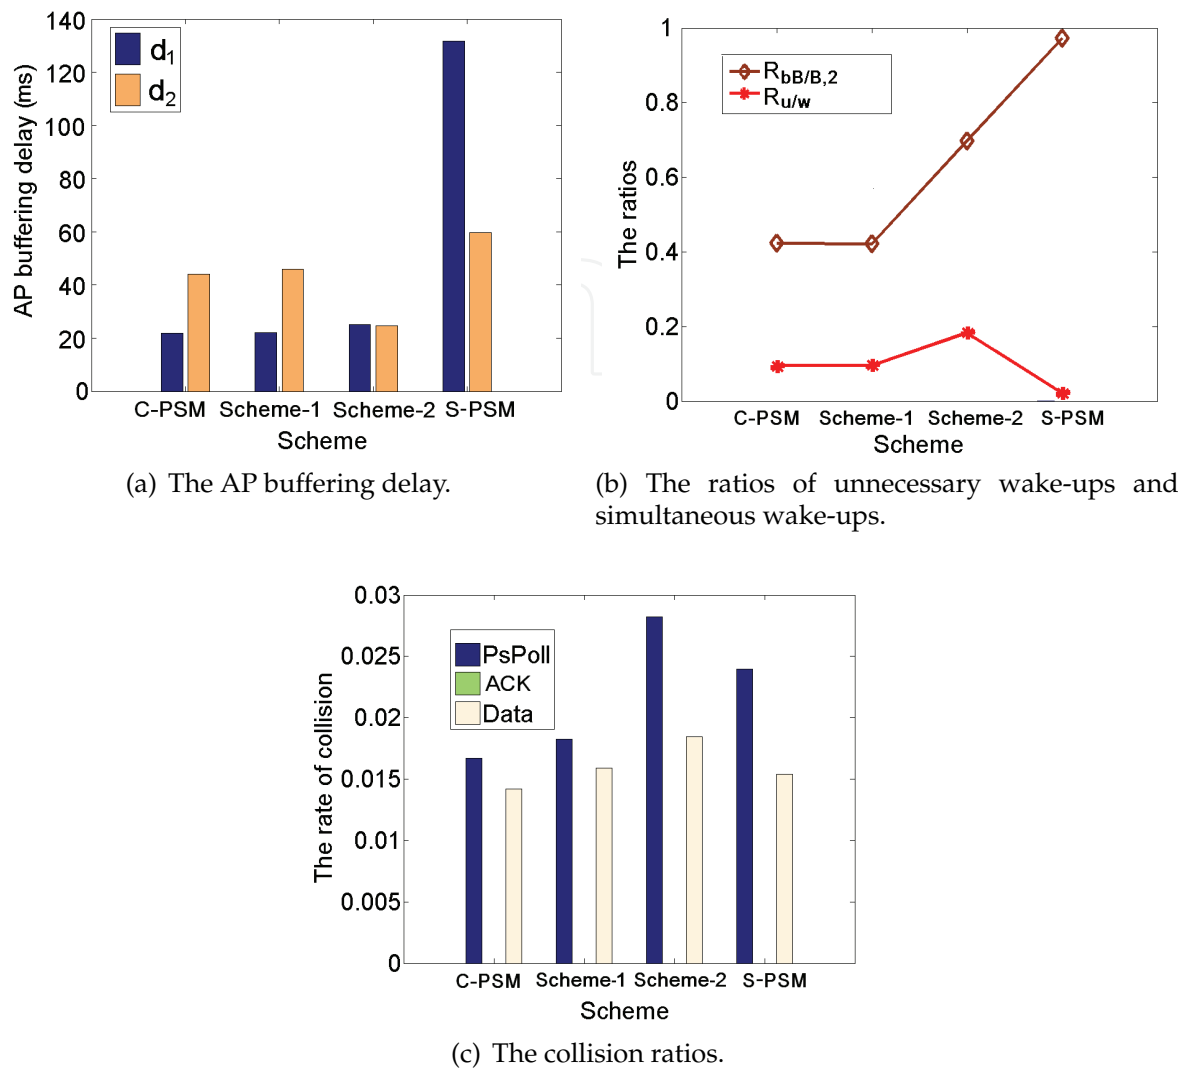 140
120
100
80
60
40
20
0
AP buffering delay (ms)
d1
d2
C-PSM Scheme-1 Scheme-2 S-PSM
Scheme
(a) The AP buffering delay.
1
0.8
0.6
0.4
0.2
0
The ratios
RbB/B,2
Ru/w
C-PSM Scheme-1 Scheme-2 S-PSM
Scheme
(b) The ratios of unnecessary wake-ups and
simultaneous wake-ups.
0.03
0.025
0.02
0.015
0.01
0.005
0
The rate of collision
PsPoll
ACK
Data
C-PSM Scheme-1 Scheme-2 S-PSM
Scheme
(c) The collision ratios.